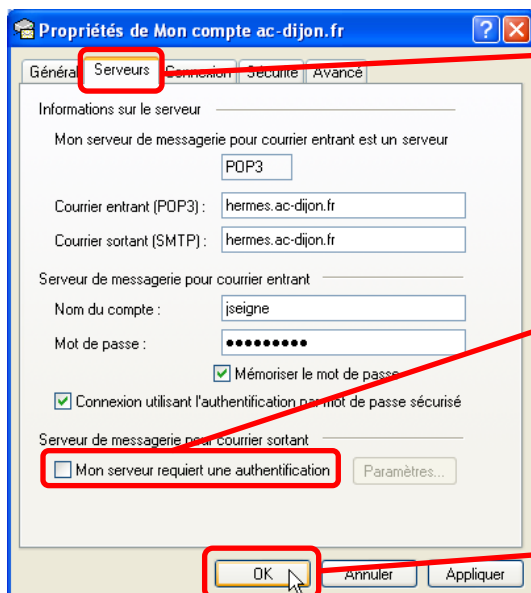 Propriétés de Mon compte ac-dijon.fr
Général Serveurs Connexion Sécurité Avancé
Informations sur le serveur
Mon serveur de messagerie pour courrier entrant est un serveur
POP3
Courrier entrant (POP3) : hermes.ac-dijon.fr
Courrier sortant (SMTP) : hermes.ac-dijon.fr
Serveur de messagerie pour courrier entrant
Nom du compte : jseigne
Mot de passe : ●●●●●●●●●
Mémoriser le mot de passe
Connexion utilisant l'authentification par mot de passe sécurisé
Serveur de messagerie pour courrier sortant
Mon serveur requiert une authentification Paramètres...
OK Annuler Appliquer